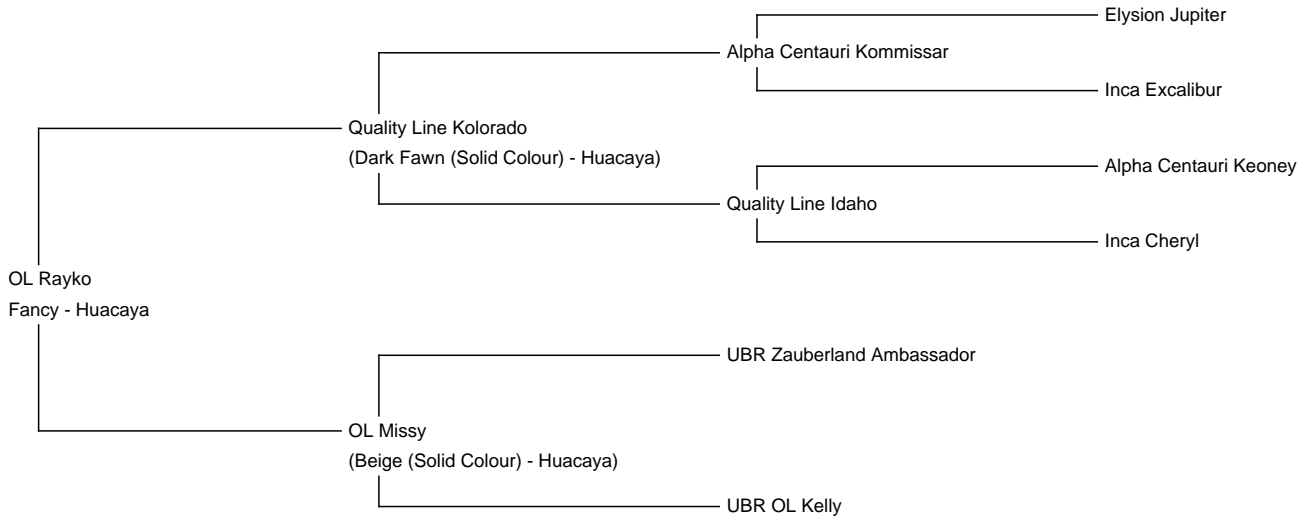 Elysion Jupiter
Alpha Centauri Kommissar
Inca Excalibur
Quality Line Kolorado
(Dark Fawn (Solid Colour) - Huacaya)
Alpha Centauri Keoney
Quality Line Idaho
Inca Cheryl
OL Rayko
Fancy - Huacaya
UBR Zauberland Ambassador
OL Missy
(Beige (Solid Colour) - Huacaya)
UBR OL Kelly